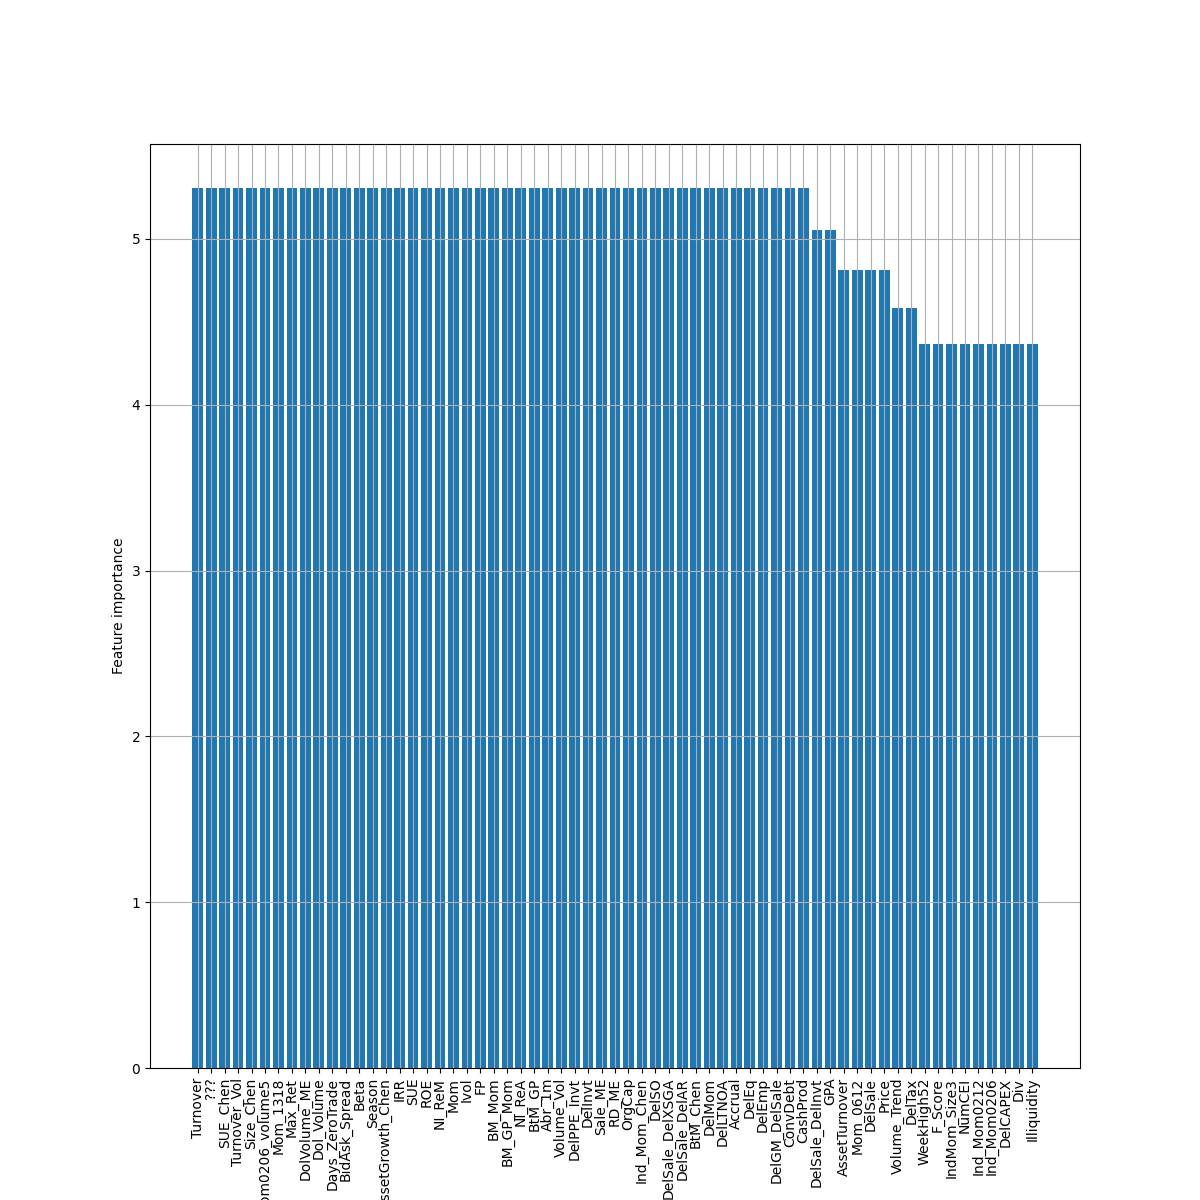 Feature importance
5
4
3
2
1
0
Turnover
???
SUE_Chen
Turnover_Vol
Size_Chen
om0206_volume5
Mom_1318
Max_Ret
DolVolume_ME
Dol_Volume
Days_ZeroTrade
BidAsk_Spread
Beta
Season
ssetGrowth_Chen
IRR
SUE
ROE
NI_ReM
Mom
Ivol
FP
BM_Mom
BM_GP_Mom
NI_ReA
BtM_GP
Abr_1m
Volume_Vol
DelPPE_Invt
DelInvt
Sale_ME
RD_ME
OrgCap
Ind_Mom_Chen
DelSO
DelSale_DelXSGA
DelSale_DelAR
BtM_Chen
DelMom
DelLTNOA
Accrual
DelEq
DelEmp
DelGM_DelSale
ConvDebt
CashProd
DelSale_DelInvt
GPA
AssetTurnover
Mom_0612
DelSale
Price
Volume_Trend
DelTax
WeekHigh52
F_Score
IndMom_Size3
NumCEI
Ind_Mom0212
Ind_Mom0206
DelCAPEX
Div
Illiquidity